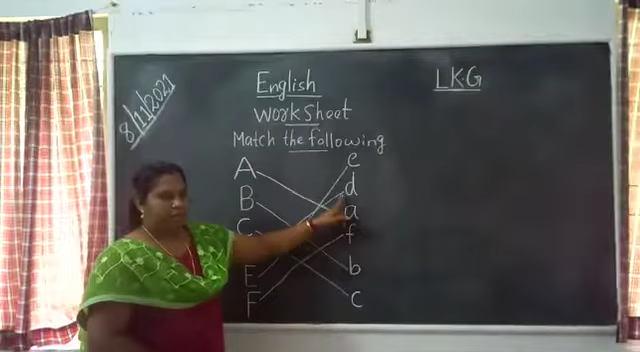 8/11/2021
English
LKG
Worksheet
Match the following
A e
B d
C a
f
E b
F c